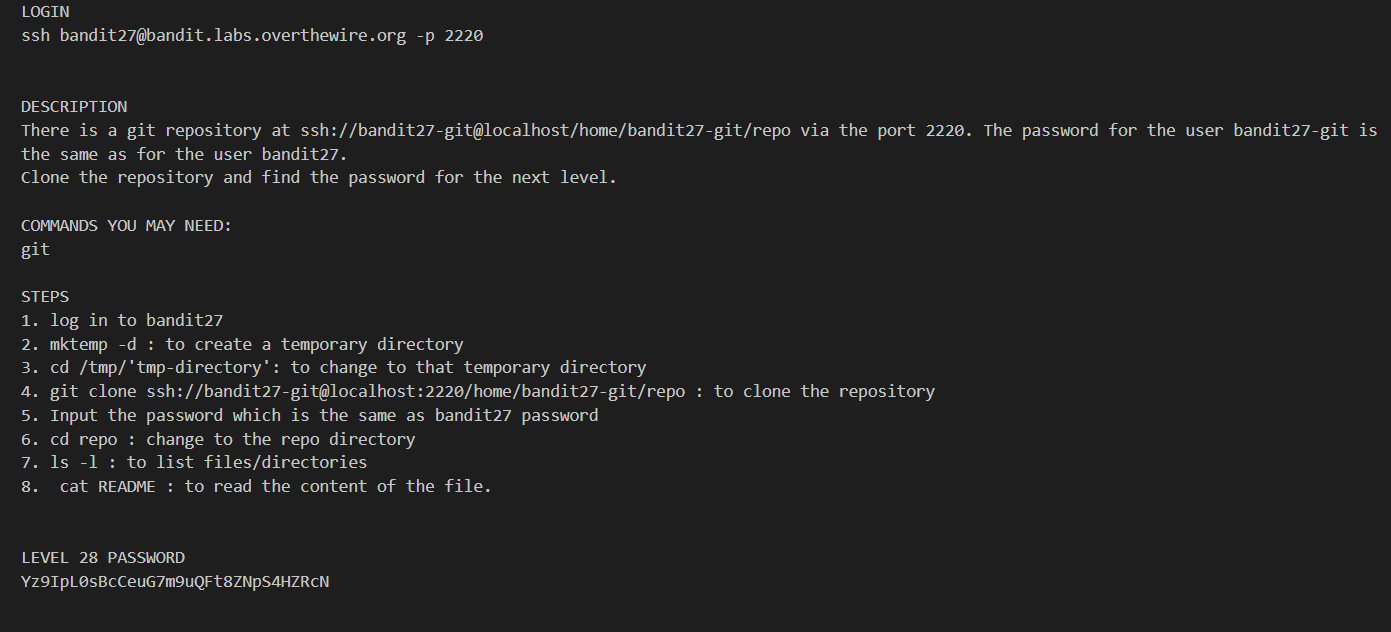 LOGIN
ssh bandit27@bandit.labs.overthewire.org -p 2220
DESCRIPTION
There is a git repository at ssh://bandit27-git@localhost/home/bandit27-git/repo via the port 2220. The password for the user bandit27-git is
the same as for the user bandit27.
Clone the repository and find the password for the next level.
COMMANDS YOU MAY NEED:
git
STEPS
1. log in to bandit27
2. mktemp -d : to create a temporary directory
3. cd /tmp/'tmp-directory': to change to that temporary directory
4. git clone ssh://bandit27-git@localhost:2220/home/bandit27-git/repo : to clone the repository
5. Input the password which is the same as bandit27 password
6. cd repo : change to the repo directory
7. ls -l : to list files/directories
8.  cat README : to read the content of the file.
LEVEL 28 PASSWORD
Yz9IpL0sBcCeuG7m9uQFt8ZNpS4HZRcN